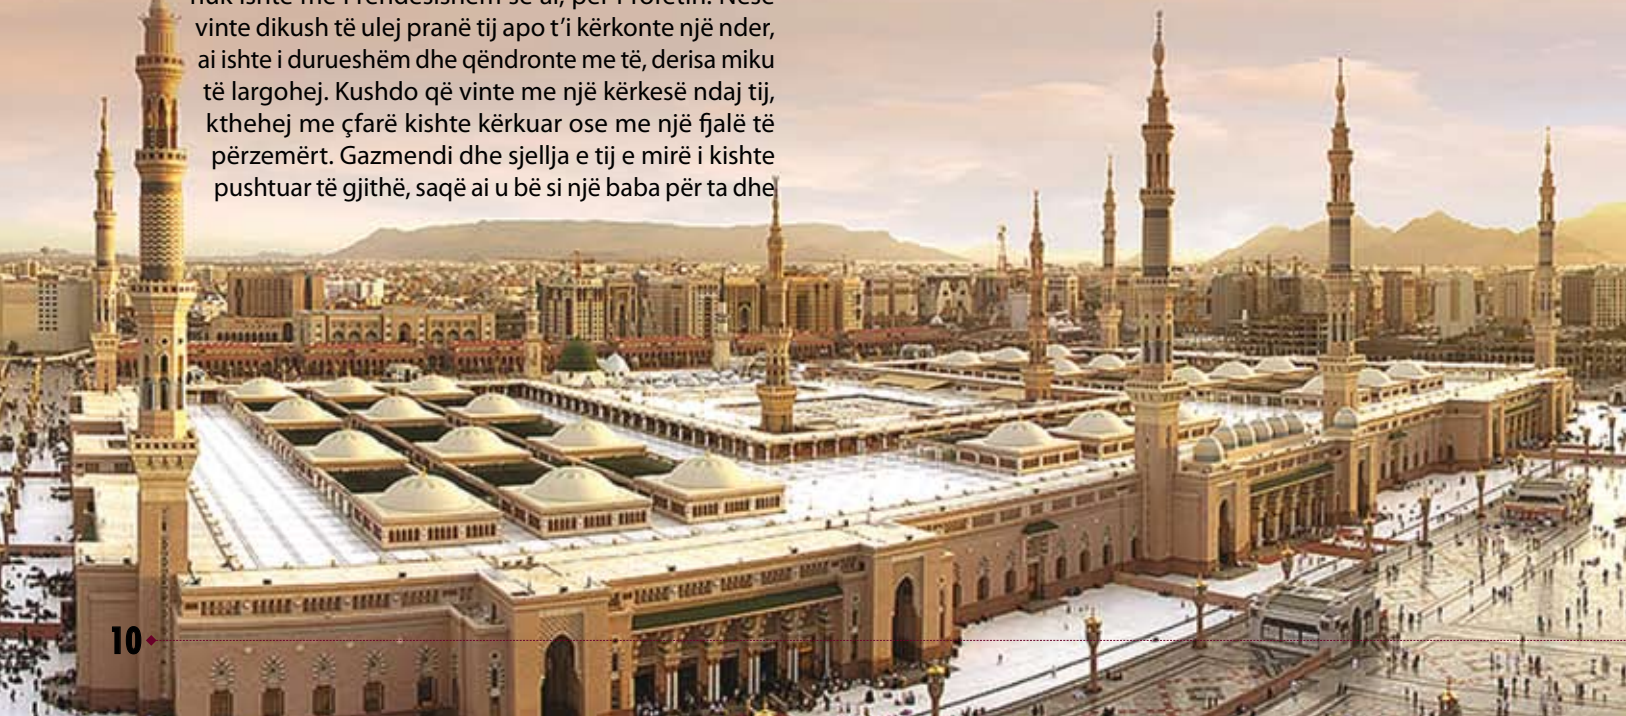 vinte dikush të ulej pranë tij apo t’i kërkonte një nder,
ai ishte i durueshëm dhe qëndronte me të, derisa miku
të largohej. Kushdo që vinte me një kërkesë ndaj tij,
kthehej me çfarë kishte kërkuar ose me një fjalë të
përzemërt. Gazmendi dhe sjellja e tij e mirë i kishte
pushtuar të gjithë, saqë ai u bë si një baba për ta dhe
10